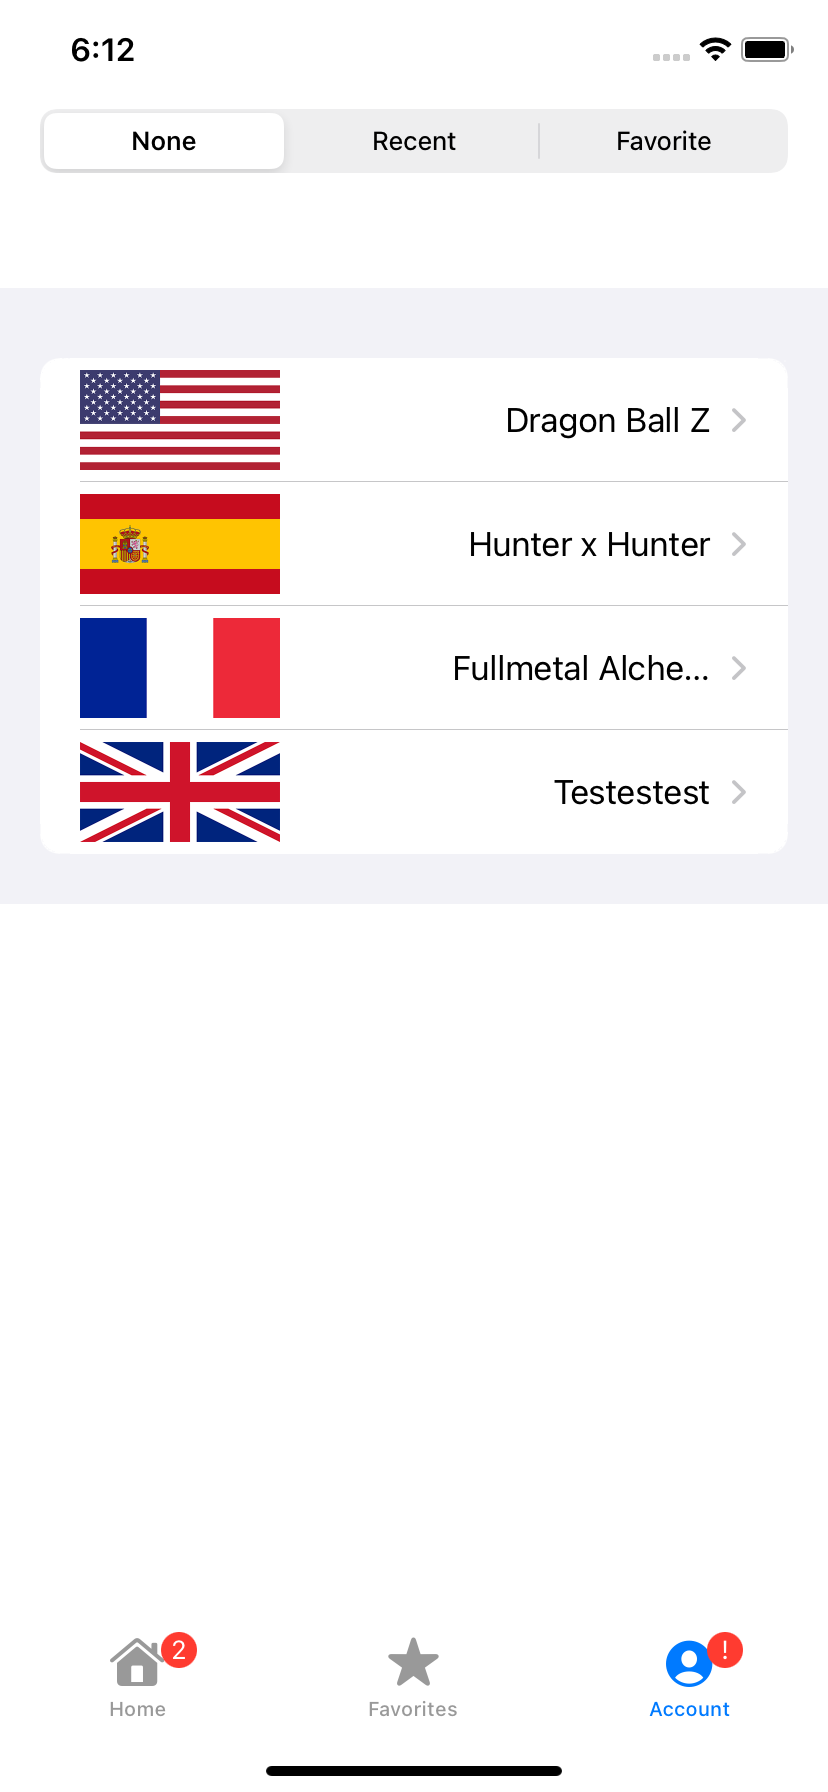 6:12
None Recent Favorite
Dragon Ball Z
Hunter x Hunter
Fullmetal Alche...
Testestest
2 !
Home Favorites Account